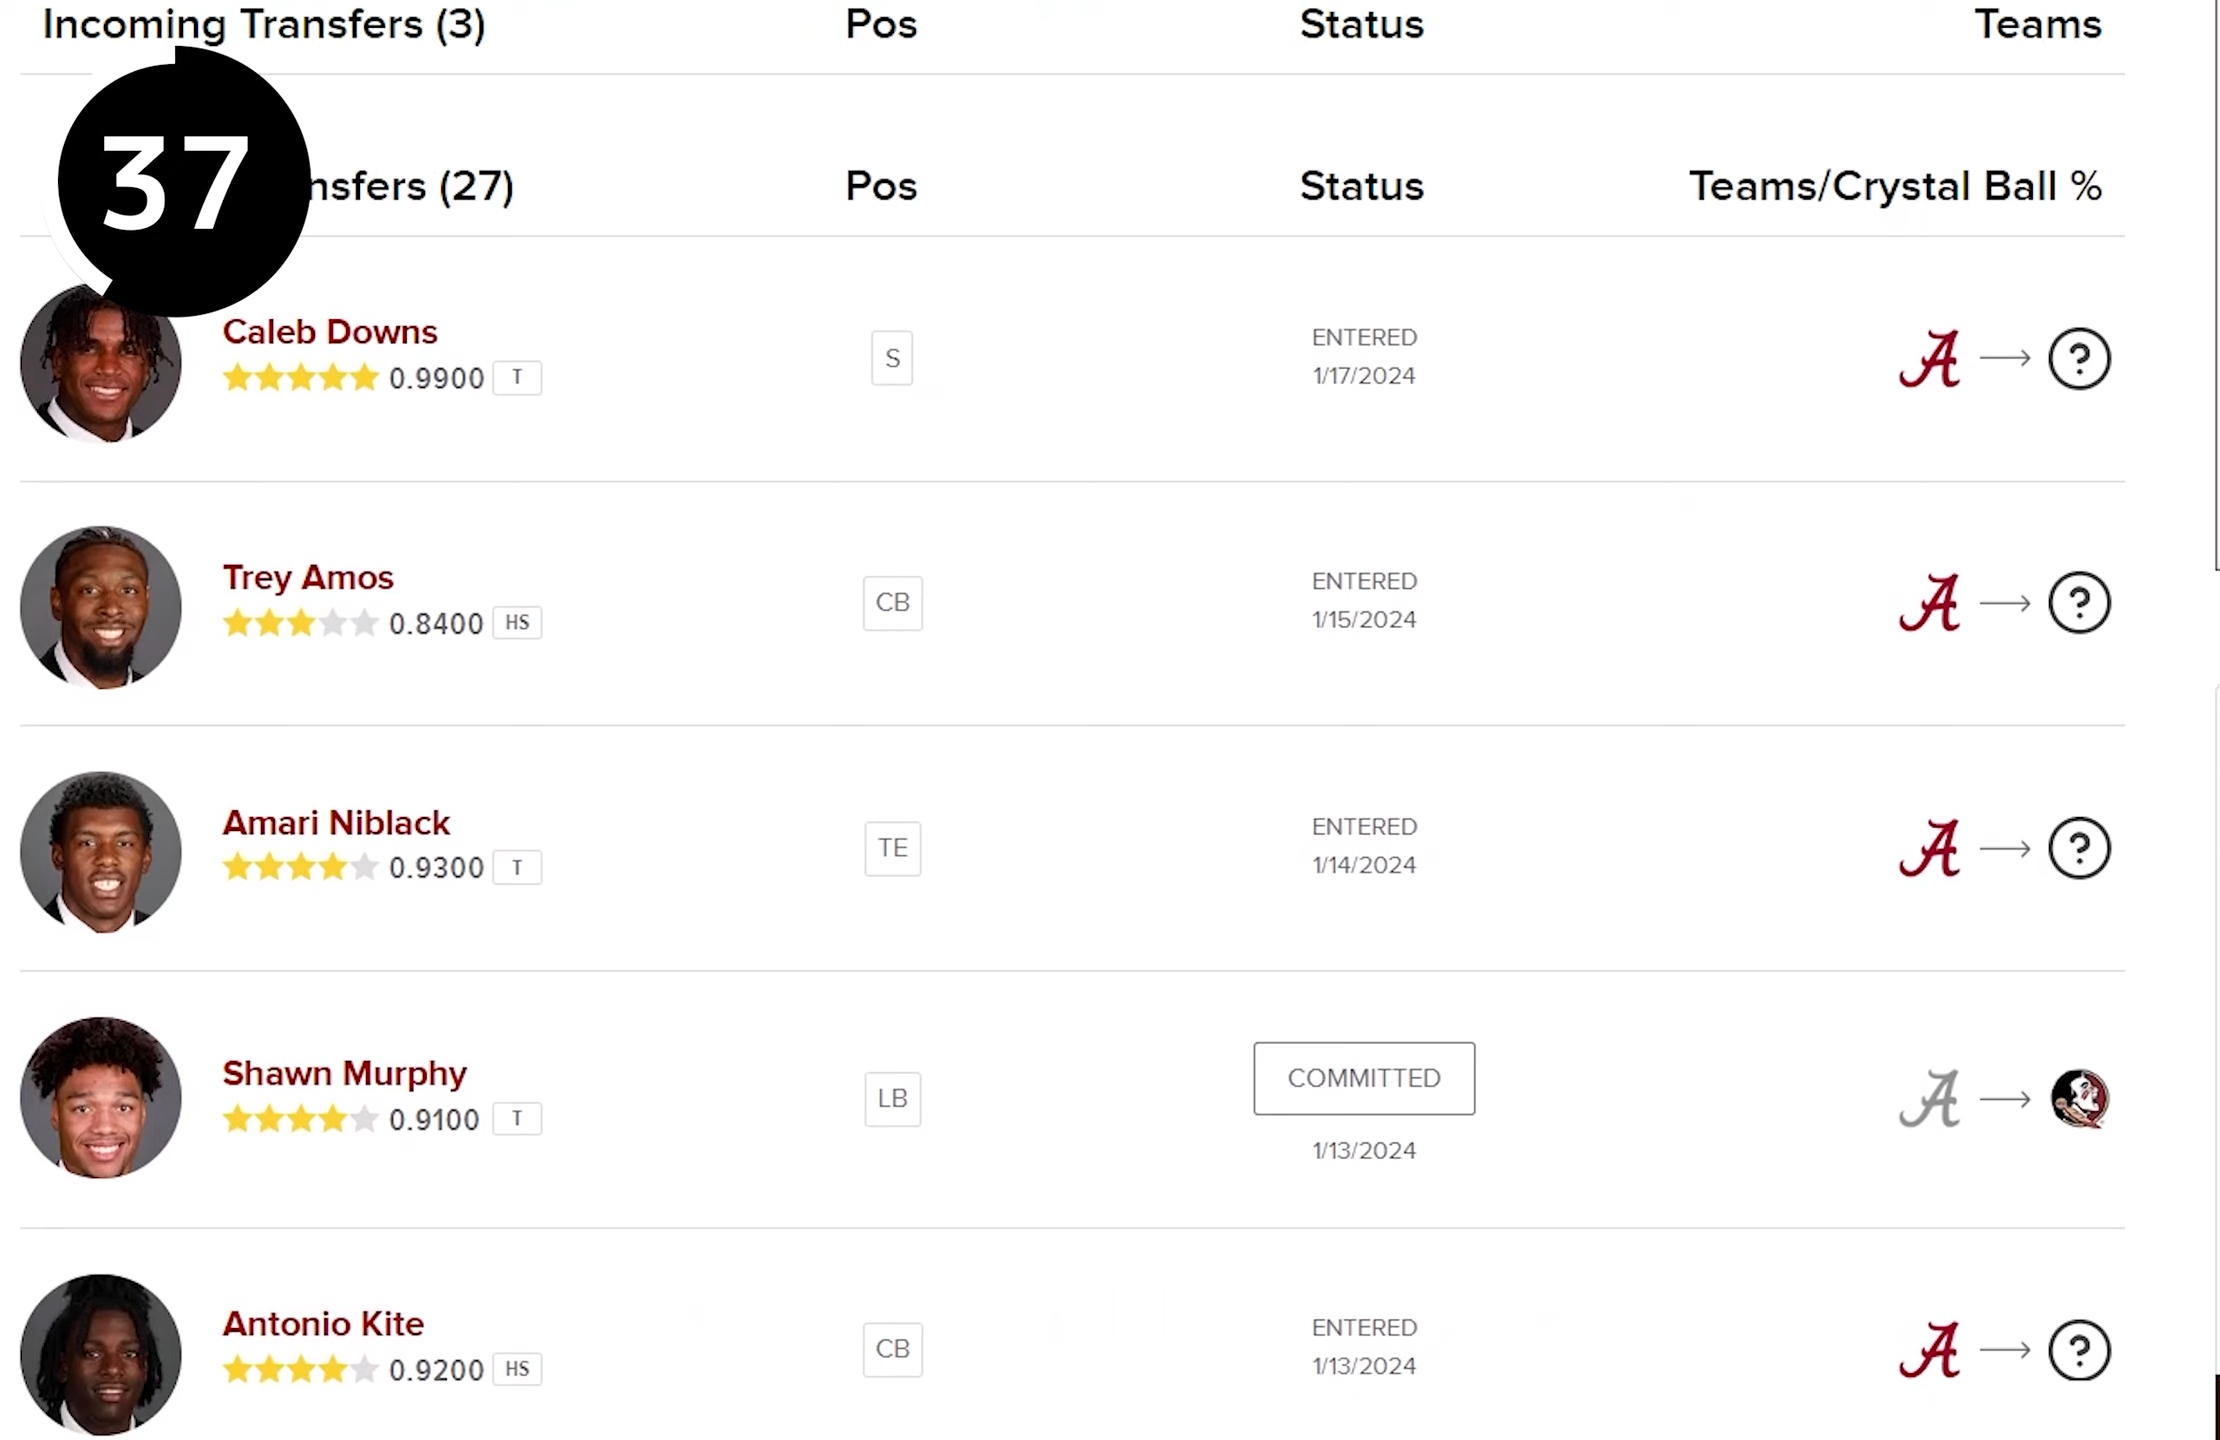 Incoming Transfers (3) Pos Status Teams
37
nsfers (27) Pos Status Teams/Crystal Ball %
Caleb Downs
0.9900 T
S
ENTERED
1/17/2024
A → ?
Trey Amos
0.8400 HS
CB
ENTERED
1/15/2024
A → ?
Amari Niblack
0.9300 T
TE
ENTERED
1/14/2024
A → ?
Shawn Murphy
0.9100 T
LB
COMMITTED
1/13/2024
A →
Antonio Kite
0.9200 HS
CB
ENTERED
1/13/2024
A → ?